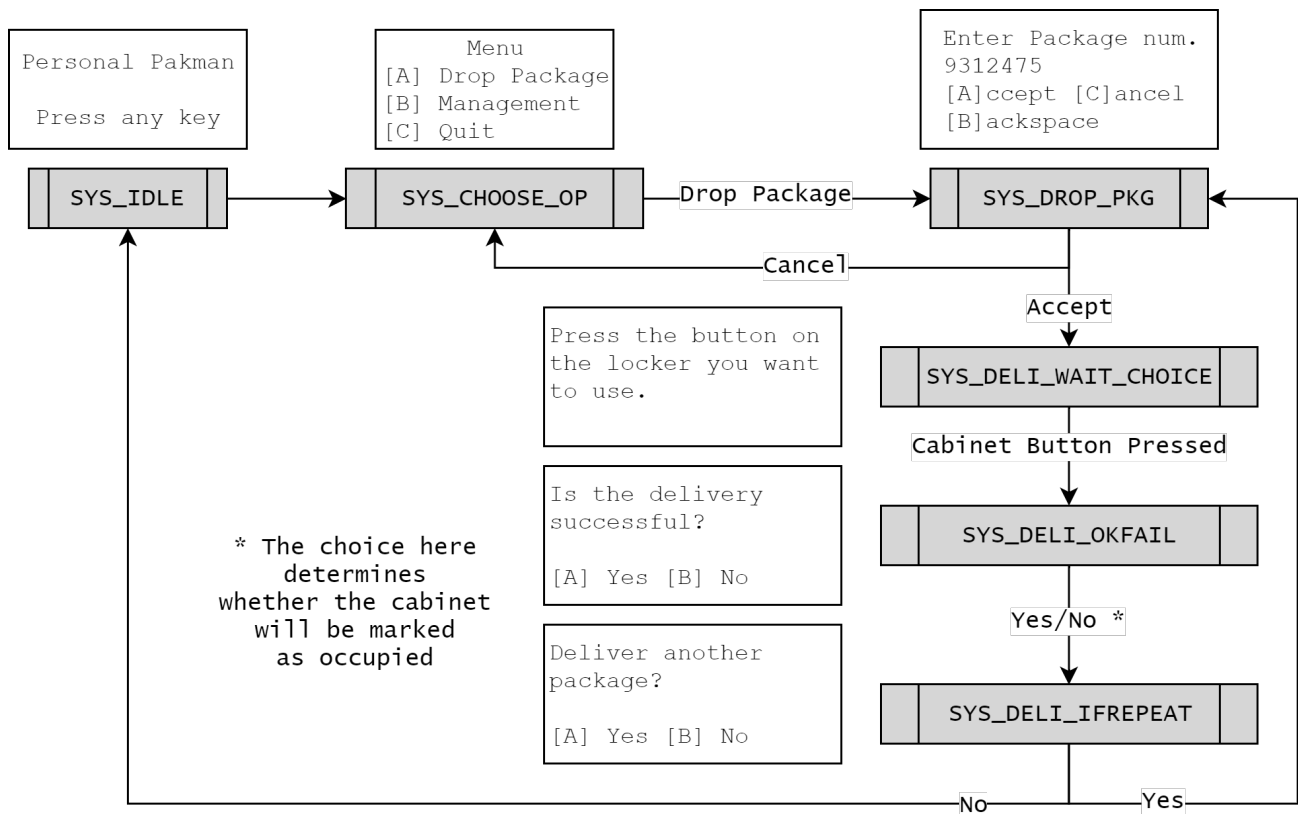 Personal Pakman
Press any key
Menu
[A] Drop Package
[B] Management
[C] Quit
Enter Package num.
9312475
[A]ccept [C]ancel
[B]ackspace
SYS_IDLE
SYS_CHOOSE_OP
Drop Package
SYS_DROP_PKG
Cancel
Accept
Press the button on
the locker you want
to use.
SYS_DELI_WAIT_CHOICE
Cabinet Button Pressed
Is the delivery
successful?
[A] Yes [B] No
SYS_DELI_OKFAIL
* The choice here
determines
whether the cabinet
will be marked
as occupied
Yes/No *
Deliver another
package?
[A] Yes [B] No
SYS_DELI_IFREPEAT
No
Yes